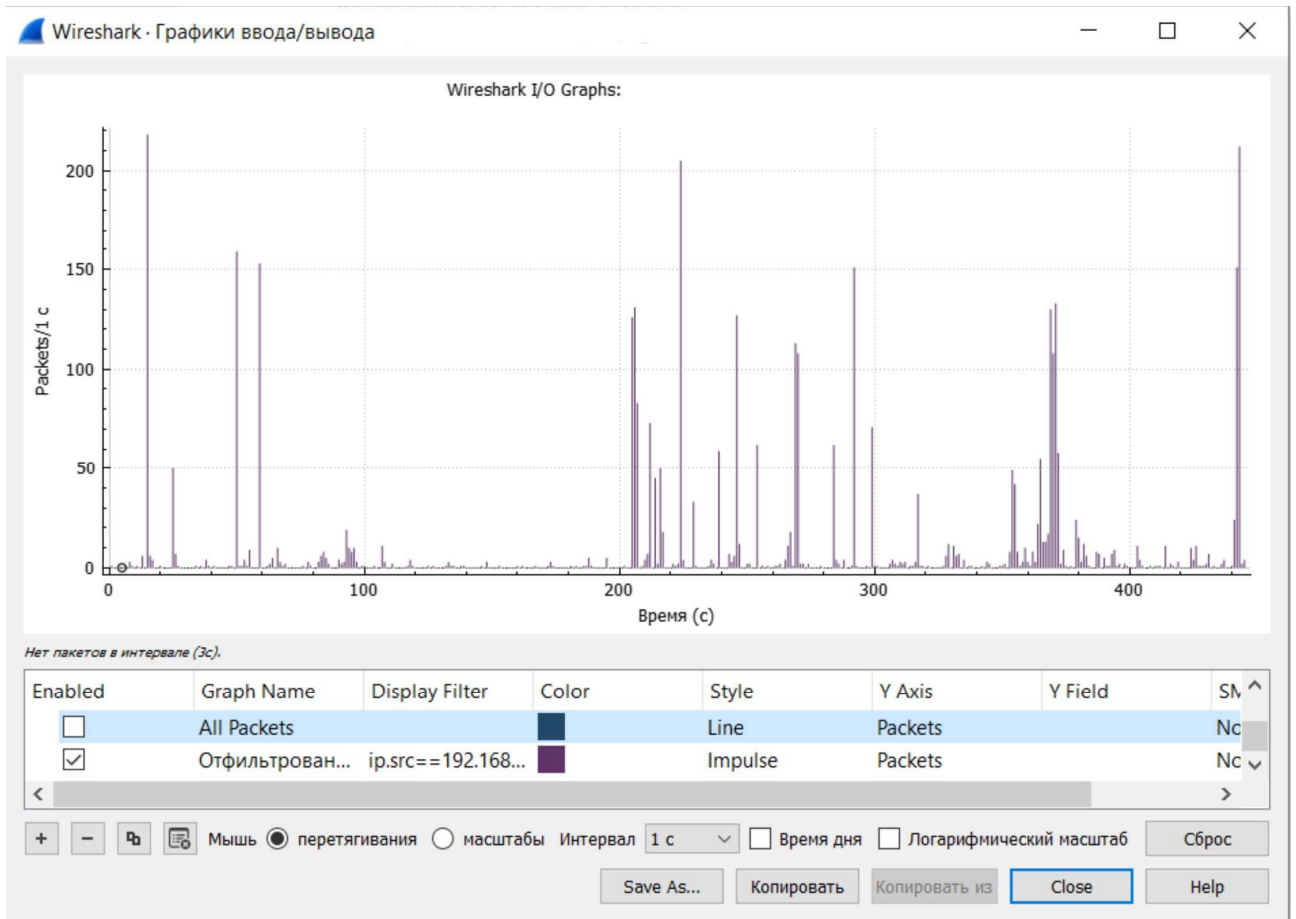 Wireshark · Графики ввода/вывода
Wireshark I/O Graphs:
Packets/1 с
200
150
100
50
0
0 100 200 300 400
Время (с)
Нет пакетов в интервале (3с).
Enabled Graph Name Display Filter Color Style Y Axis Y Field SM
All Packets Line Packets No
Отфильтрован... ip.src==192.168... Impulse Packets No
+ − Мышь перетягивания масштабы Интервал 1 с Время дня Логарифмический масштаб Сброс
Save As... Копировать Копировать из Close Help